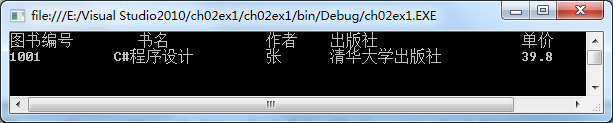 file:///E:/Visual Studio2010/ch02ex1/ch02ex1/bin/Debug/ch02ex1.EXE
图书编号 书名 作者 出版社 单价
1001 C#程序设计 张 清华大学出版社 39.8